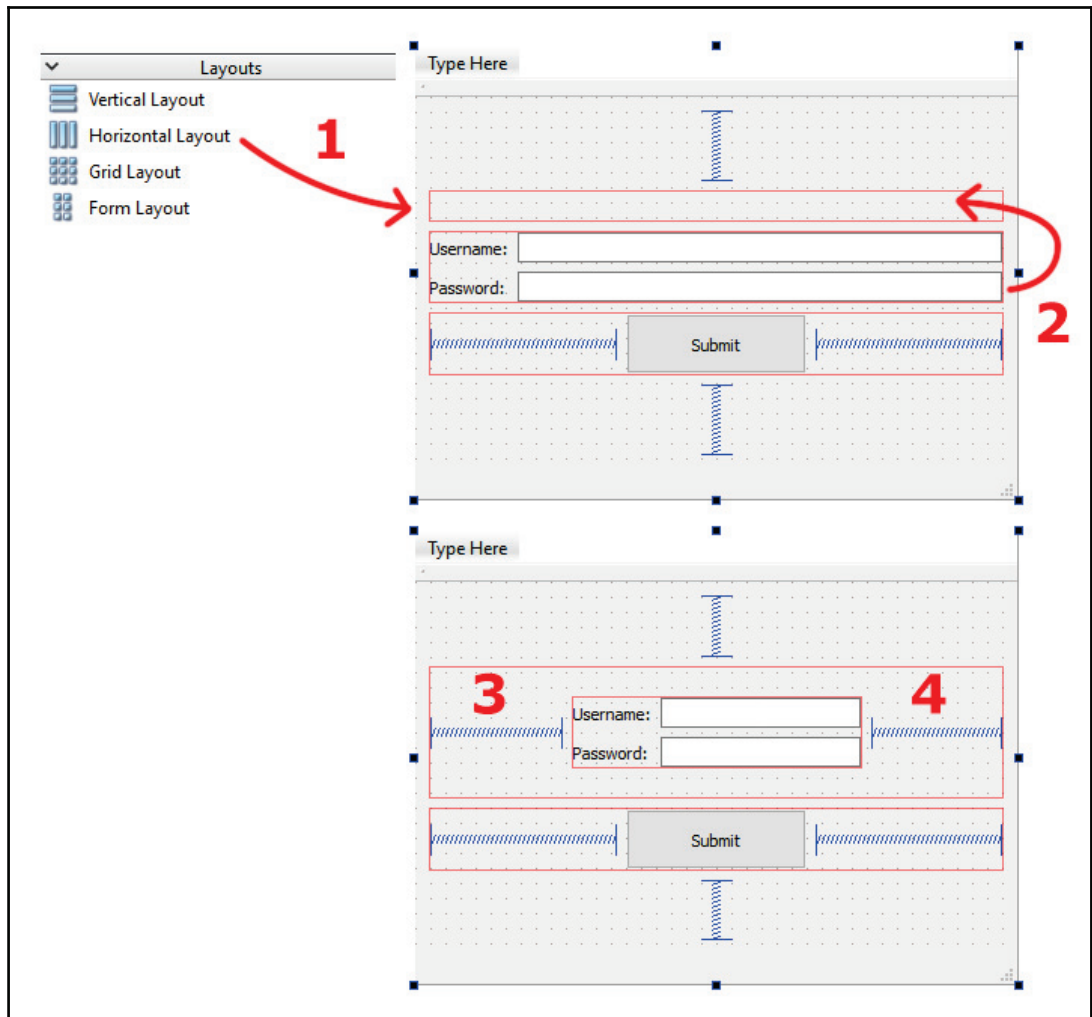 Layouts
Vertical Layout
Horizontal Layout
Grid Layout
Form Layout
1
Type Here
Username:
Password:
2
Submit
Type Here
3
4
Username:
Password:
Submit